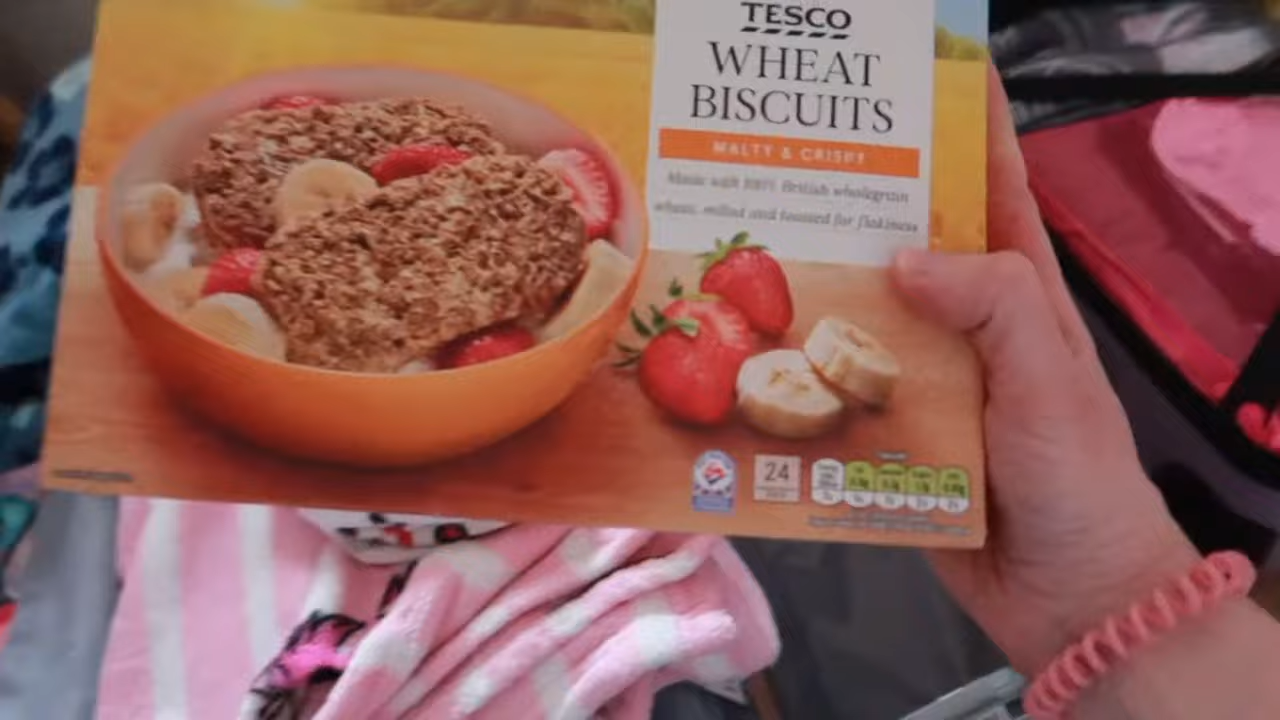 TESCO
WHEAT
BISCUITS
MALTY & CRISPY
Made with 100% British wholegrain
wheat, milled and toasted for flakiness
24